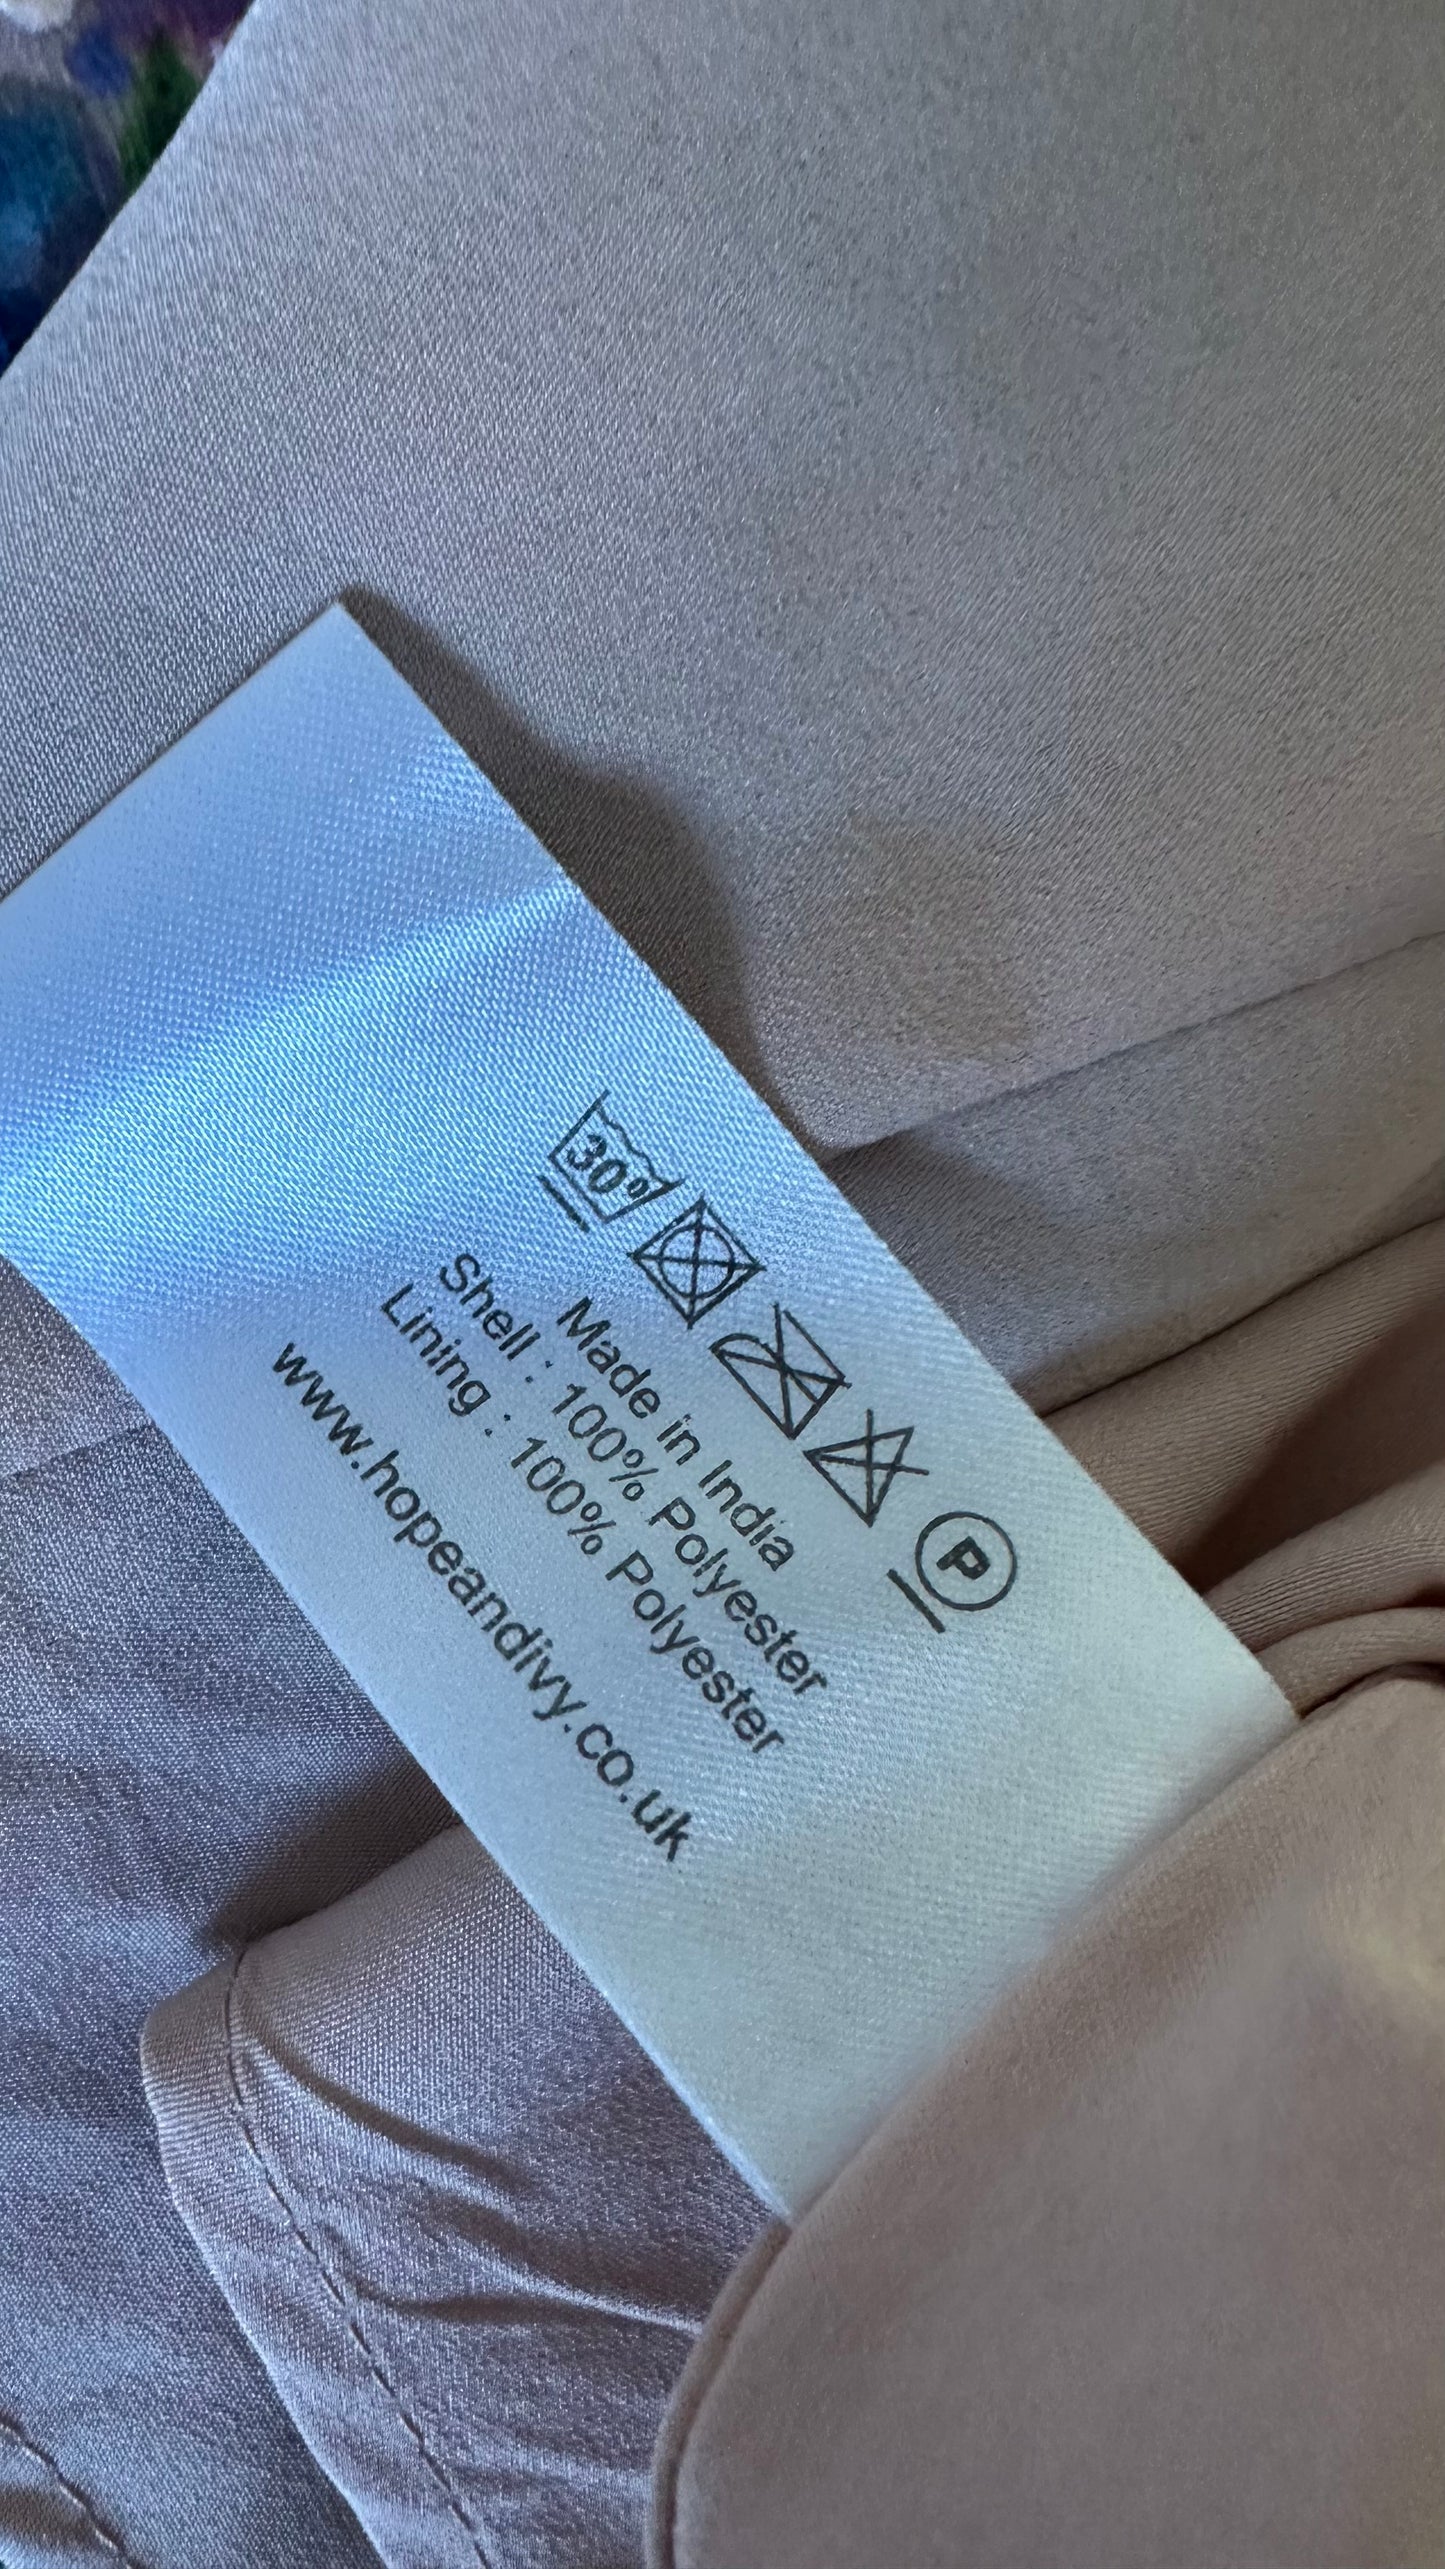 30°
P
Made in India
Shell : 100% Polyester
Lining : 100% Polyester
www.hopeandivy.co.uk